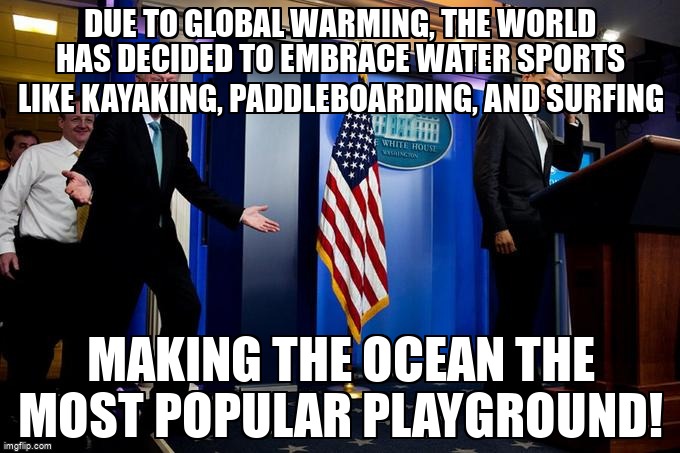 DUE TO GLOBAL WARMING, THE WORLD
HAS DECIDED TO EMBRACE WATER SPORTS
LIKE KAYAKING, PADDLEBOARDING, AND SURFING
THE WHITE HOUSE
WASHINGTON
MAKING THE OCEAN THE
MOST POPULAR PLAYGROUND!
imgflip.com